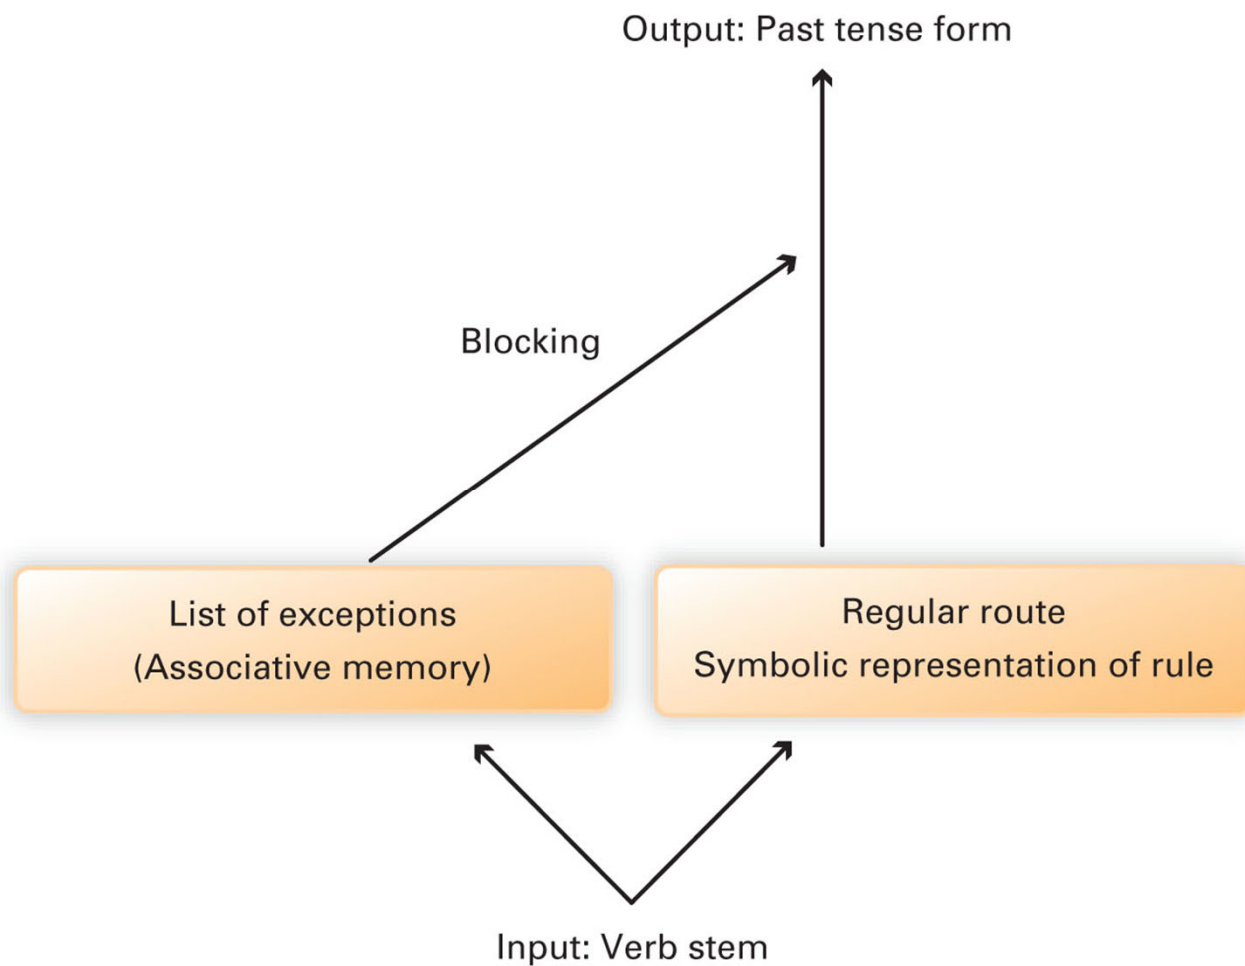 Output: Past tense form
Blocking
List of exceptions
(Associative memory)
Regular route
Symbolic representation of rule
Input: Verb stem